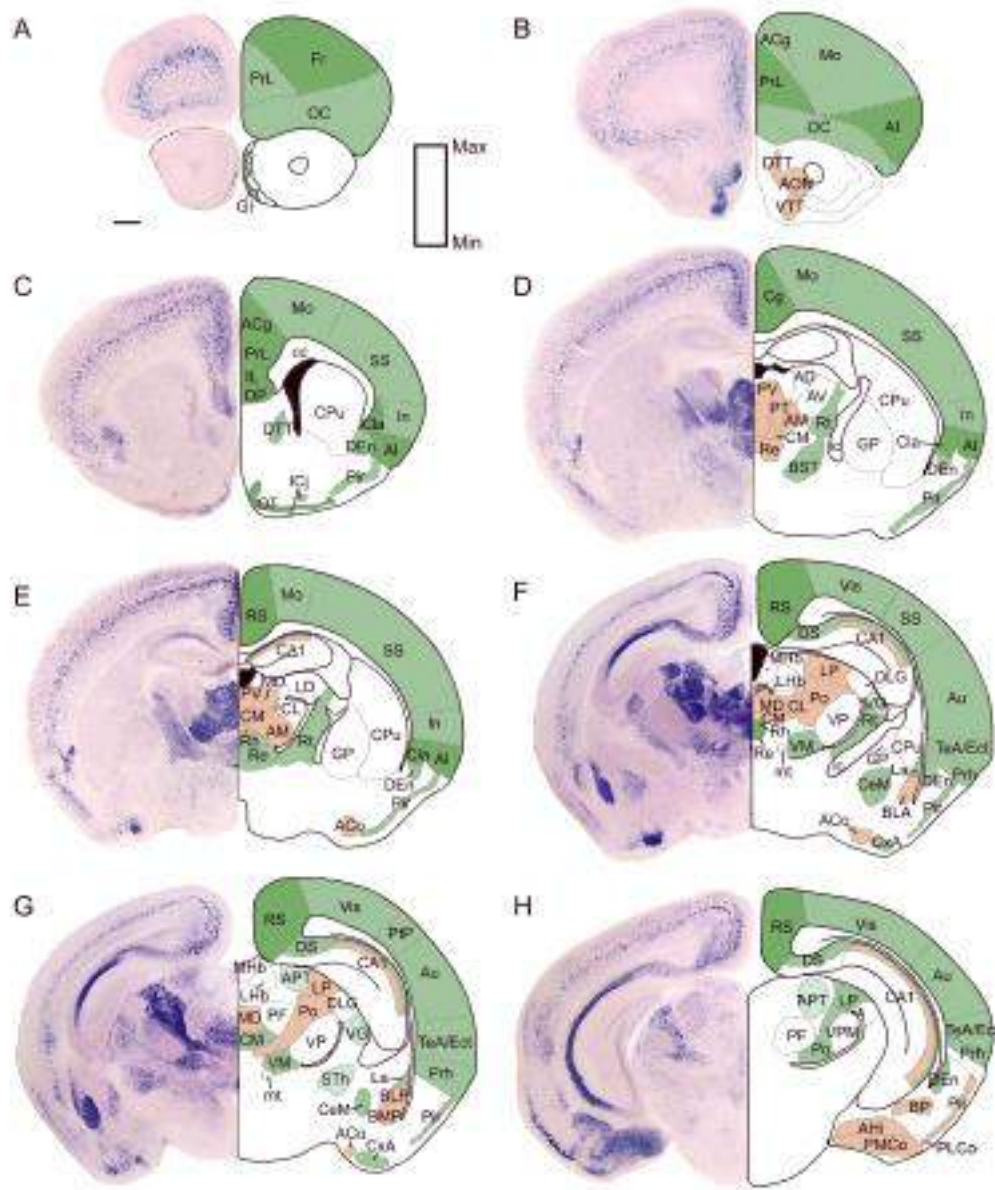 A
Fr
PrL
OC
Gl
Max
Min
B
ACg
Mo
PrL
OC
AI
DTT
AON
VTT
C
Mo
ACg
SS
PrL
cc
IL
DP
CPu
In
Cla
DTT
DEn
AI
ICj
Pir
OT
D
Mo
Cg
SS
AD
PV
AV
CPu
PT
AM
Rt
In
CM
ic
Re
GP
Cla
AI
BST
DEn
Pir
E
Mo
RS
SS
CA1
MD
LD
PV
CL
CM
In
AM
CPu
Rh
Rt
Re
GP
Cla
AI
DEn
Pir
ACo
F
Vis
RS
SS
DS
CA1
MHb
LP
LHb
DLG
Au
PV
Po
MD
CL
VG
CM
VP
Rt
Rh
VM
CPu
TeA/Ect
Re
GP
La
mt
CeM
DEn
Prh
BLA
Pir
ACo
CxA
G
Vis
RS
PtP
DS
CA1
MHb
APT
Au
LP
LHb
DLG
PF
Po
MD
VG
CM
VP
TeA/Ect
VM
Prh
mt
STh
La
CeM
BLP
BMP
Pir
ACo
CxA
H
Vis
RS
DS
Au
CA1
APT
LP
PF
VPM
TeA/Ect
Po
Prh
DEn
BP
Pir
AHi
PMCo
PLCo